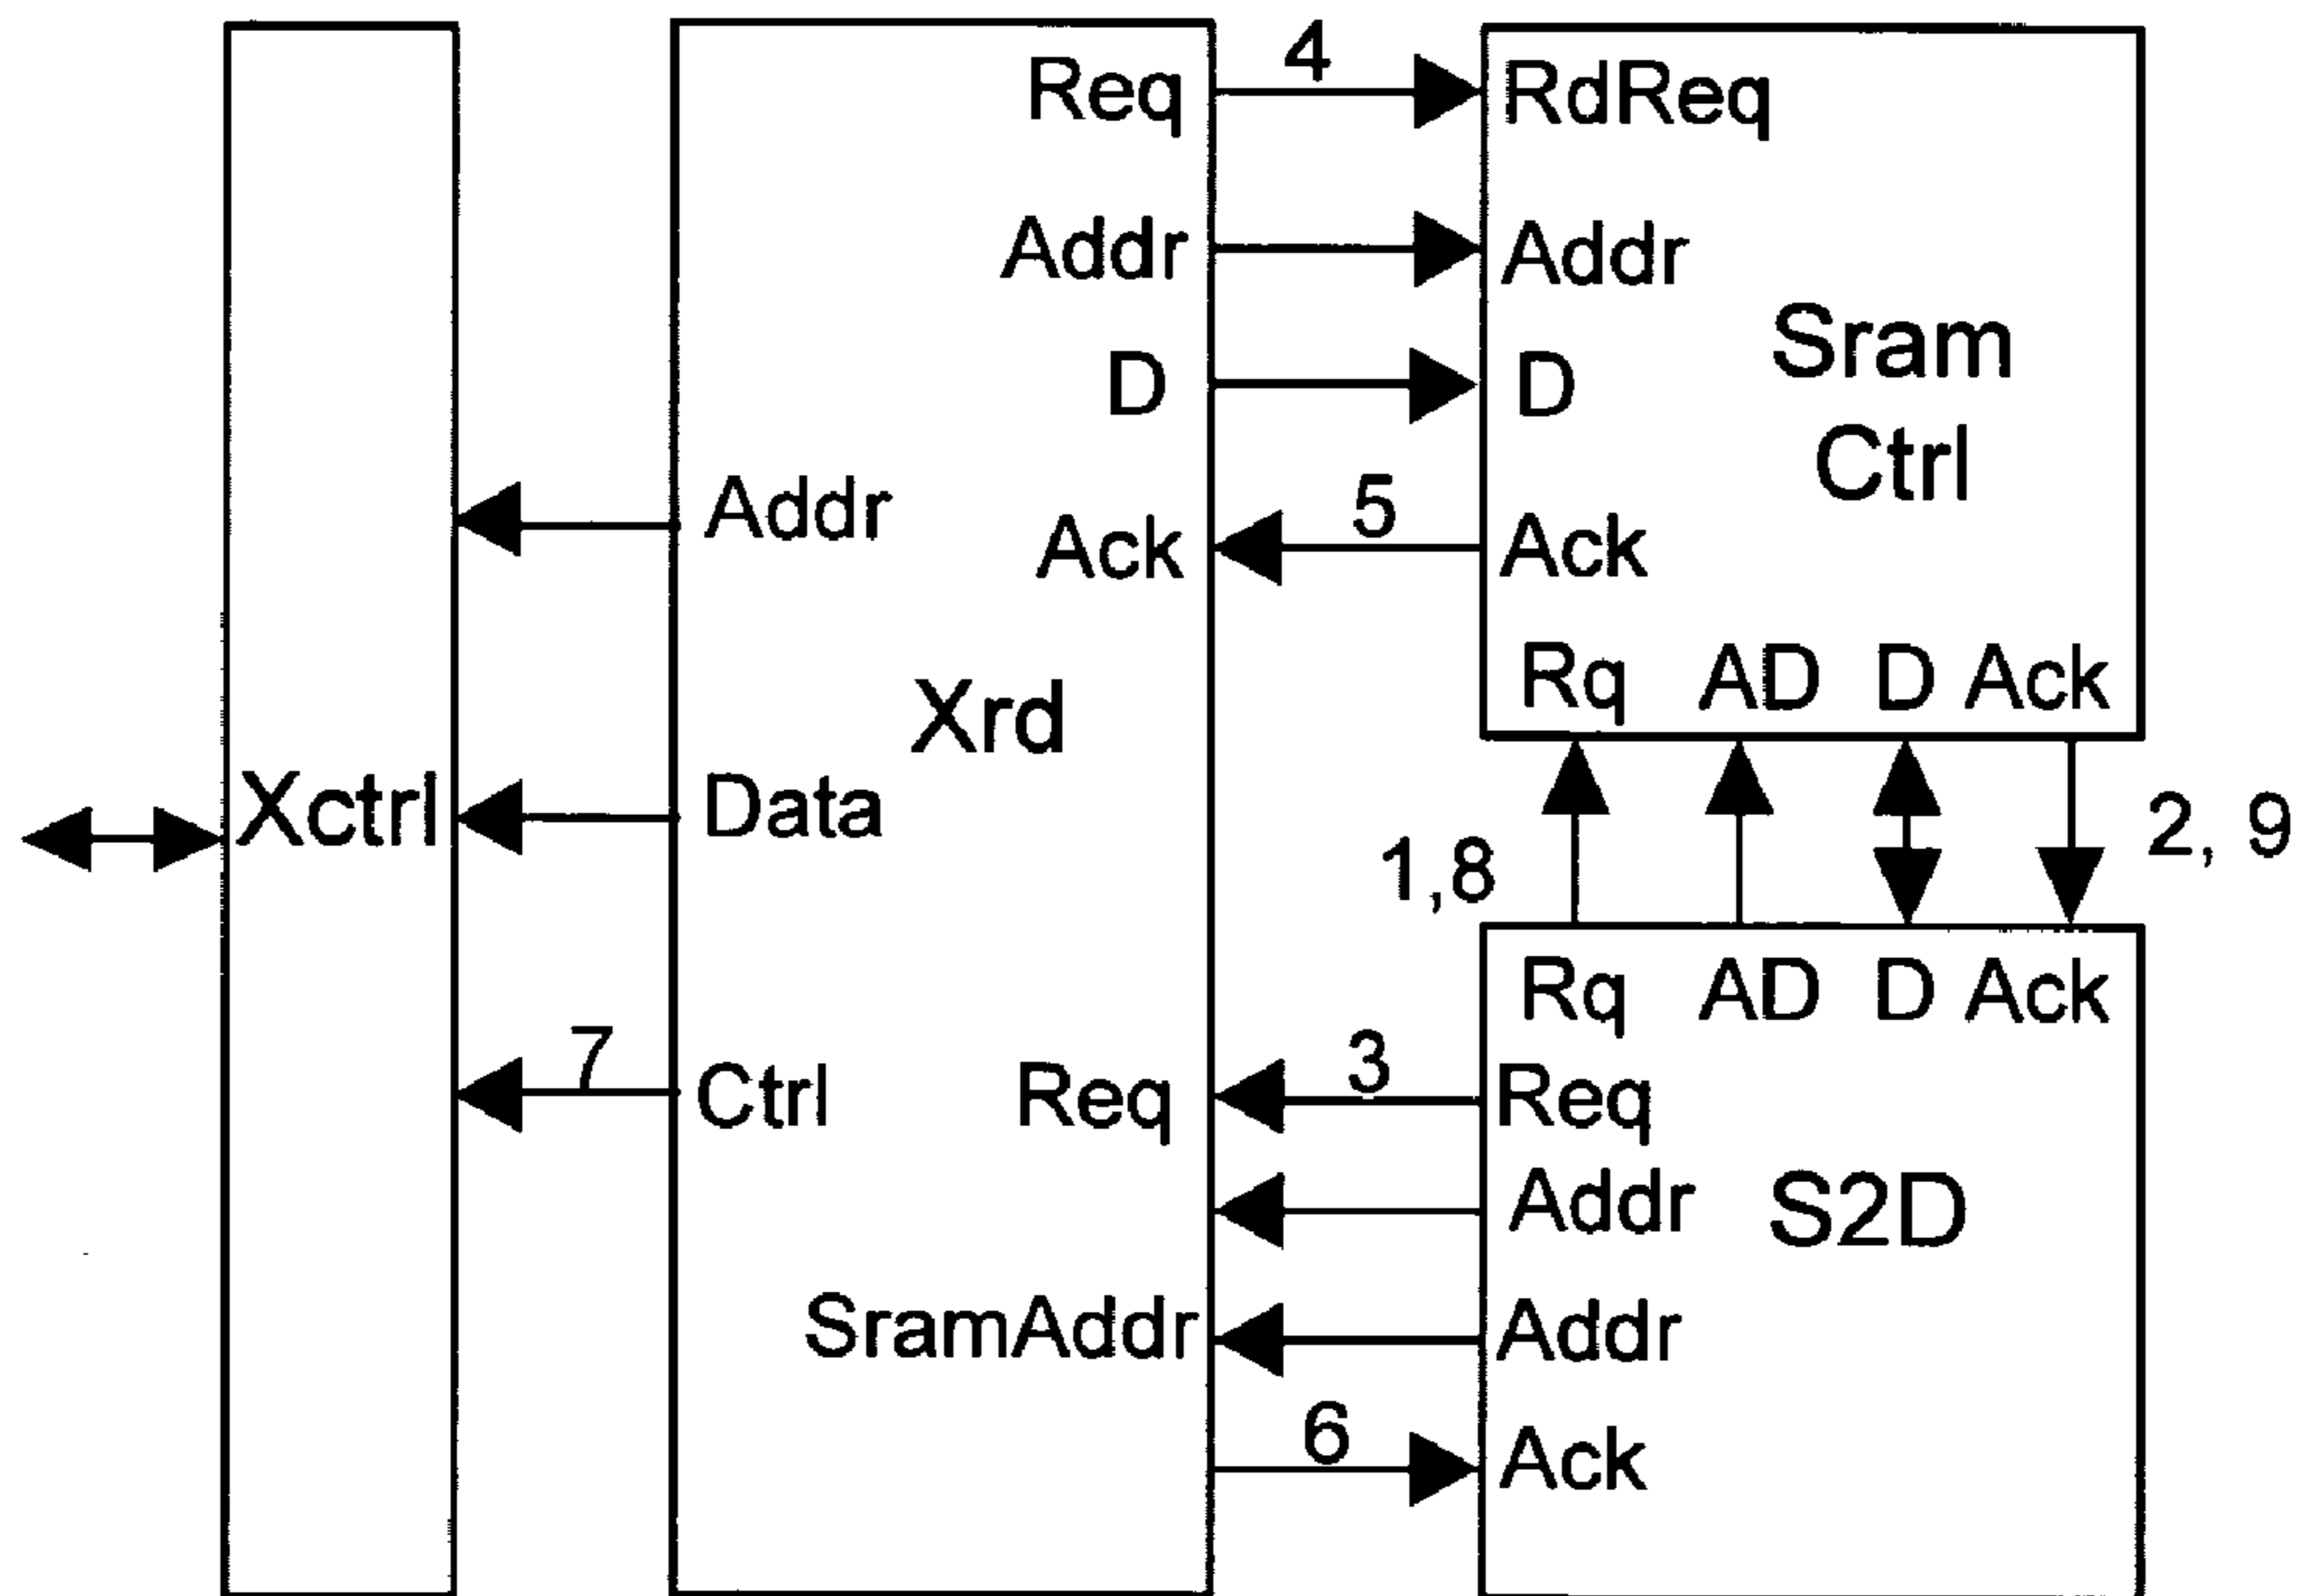 4
Req
RdReq
Addr
Addr
D
D
Sram
Ctrl
5
Addr
Ack
Ack
Rq AD D Ack
Xrd
Xctrl
Data
1,8
2, 9
Rq AD D Ack
7
3
Ctrl
Req
Req
Addr
S2D
SramAddr
Addr
6
Ack